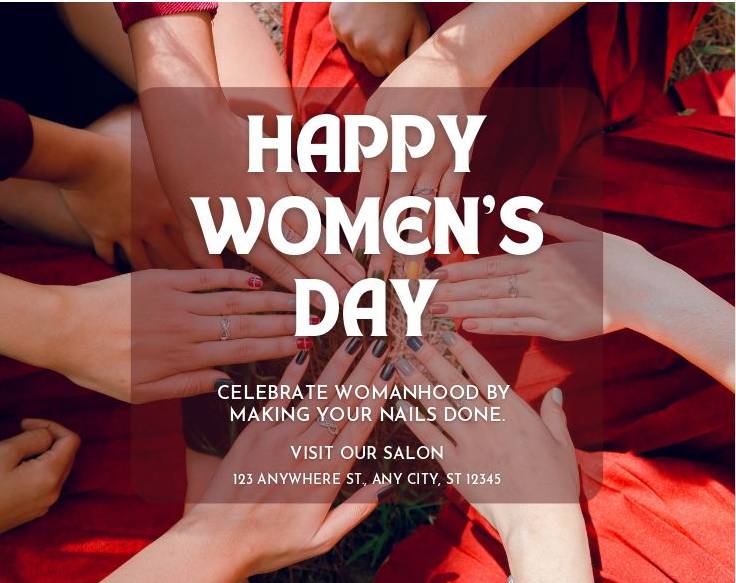 HAPPY
WOMEN'S
DAY
CELEBRATE WOMANHOOD BY
MAKING YOUR NAILS DONE.
VISIT OUR SALON
123 ANYWHERE ST., ANY CITY, ST 12345